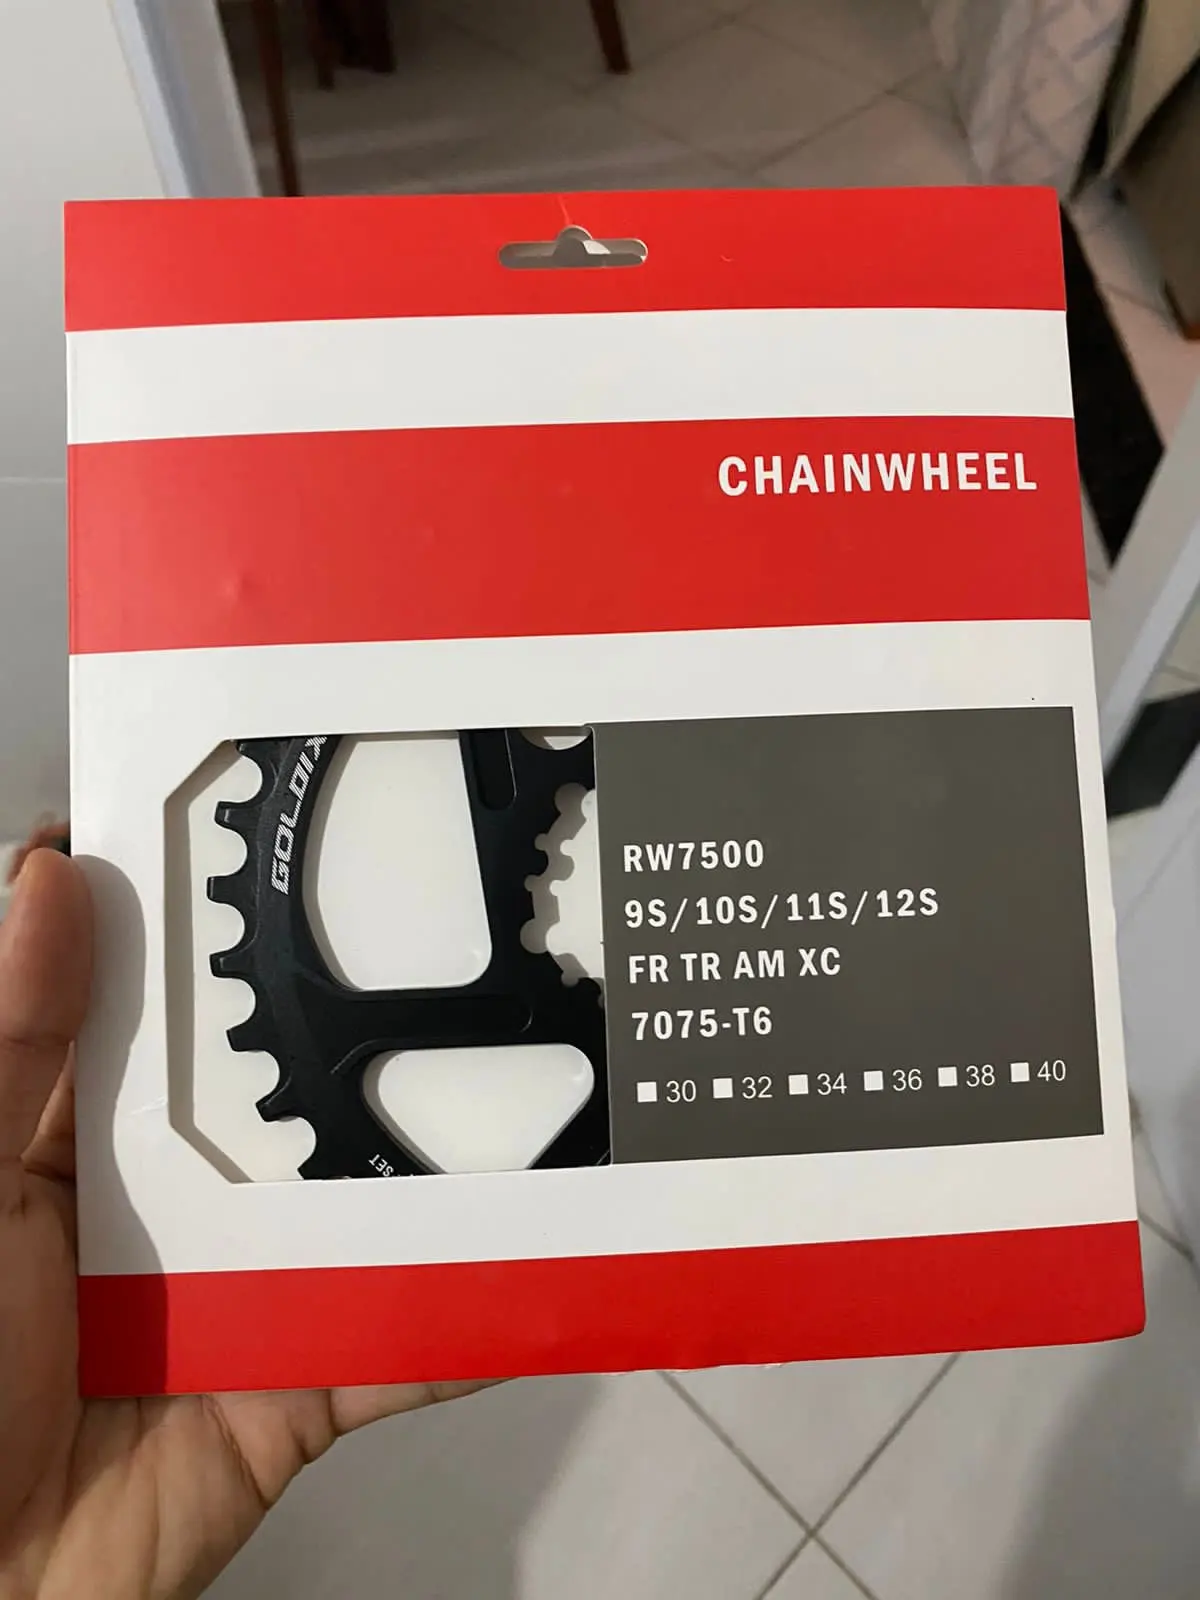 CHAINWHEEL
GOLDIX
RW7500
9S/10S/11S/12S
FR TR AM XC
7075-T6
30 32 34 36 38 40
SET